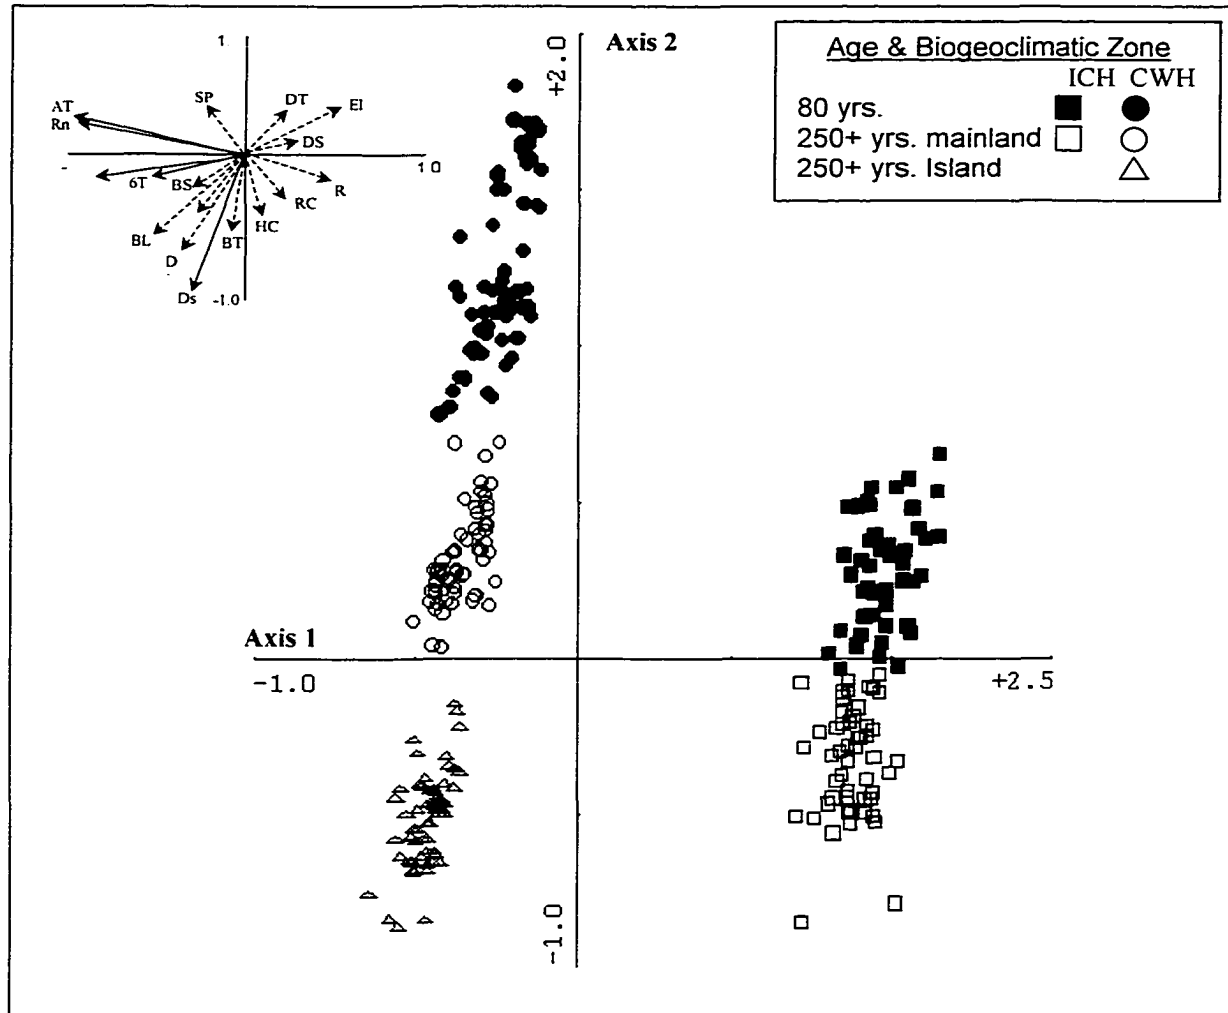 Axis 2
+2.0
Age & Biogeoclimatic Zone
ICH CWH
80 yrs.
250+ yrs. mainland
250+ yrs. Island
1.
SP
DT
EI
AT
Rn
DS
-
1 0
6T
BS
R
RC
HC
BL
BT
D
Ds
-1.0
Axis 1
-1.0
+2.5
-1.0